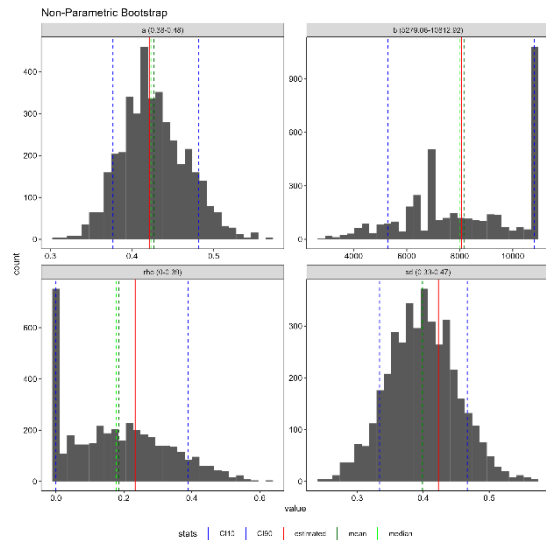 Non-Parametric Bootstrap
a (0.38-0.48)
b (5279.06-10812.92)
400
300
200
100
0
0.3
0.4
0.5
900
600
300
0
4000
6000
8000
10000
count
rho (0-0.39)
sd (0.33-0.47)
600
400
200
0
0.0
0.2
0.4
0.6
300
200
100
0
0.3
0.4
0.5
value
stats
CI10
CI90
estimated
mean
median